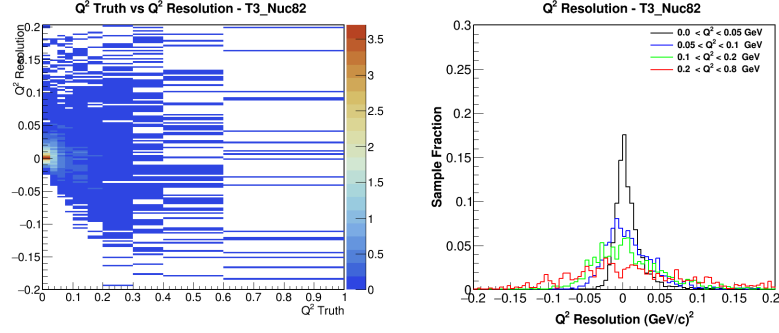 Q² Truth vs Q² Resolution - T3_Nuc82
Q² Resolution
0.2
0.15
0.1
0.05
0
−0.05
−0.1
−0.15
−0.2
0 0.1 0.2 0.3 0.4 0.5 0.6 0.7 0.8 0.9 1
Q² Truth
3.5
3
2.5
2
1.5
1
0.5
0
Q² Resolution - T3_Nuc82
0.0 < Q² < 0.05 GeV
0.05 < Q² < 0.1 GeV
0.1 < Q² < 0.2 GeV
0.2 < Q² < 0.8 GeV
Sample Fraction
0.3
0.25
0.2
0.15
0.1
0.05
0
−0.2 −0.15 −0.1 −0.05 0 0.05 0.1 0.15 0.2
Q² Resolution (GeV/c)²